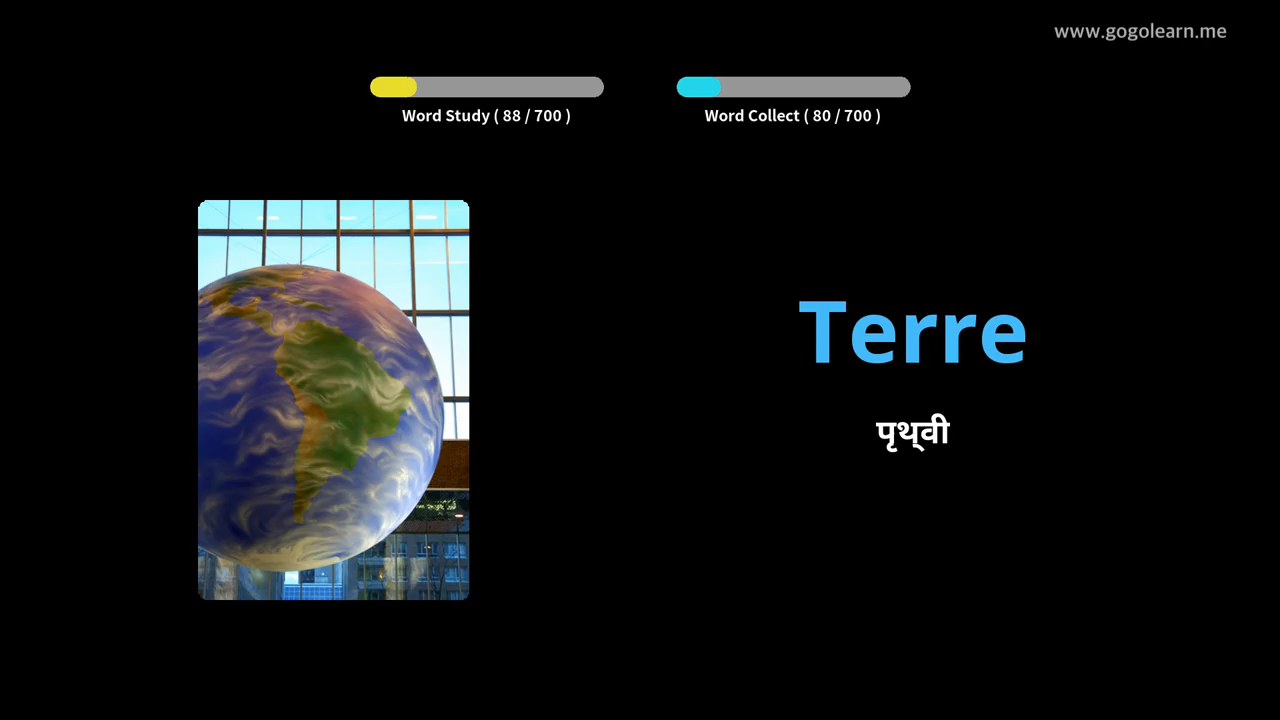 www.gogolearn.me
Word Study ( 88 / 700 )
Word Collect ( 80 / 700 )
Terre
पृथ्वी